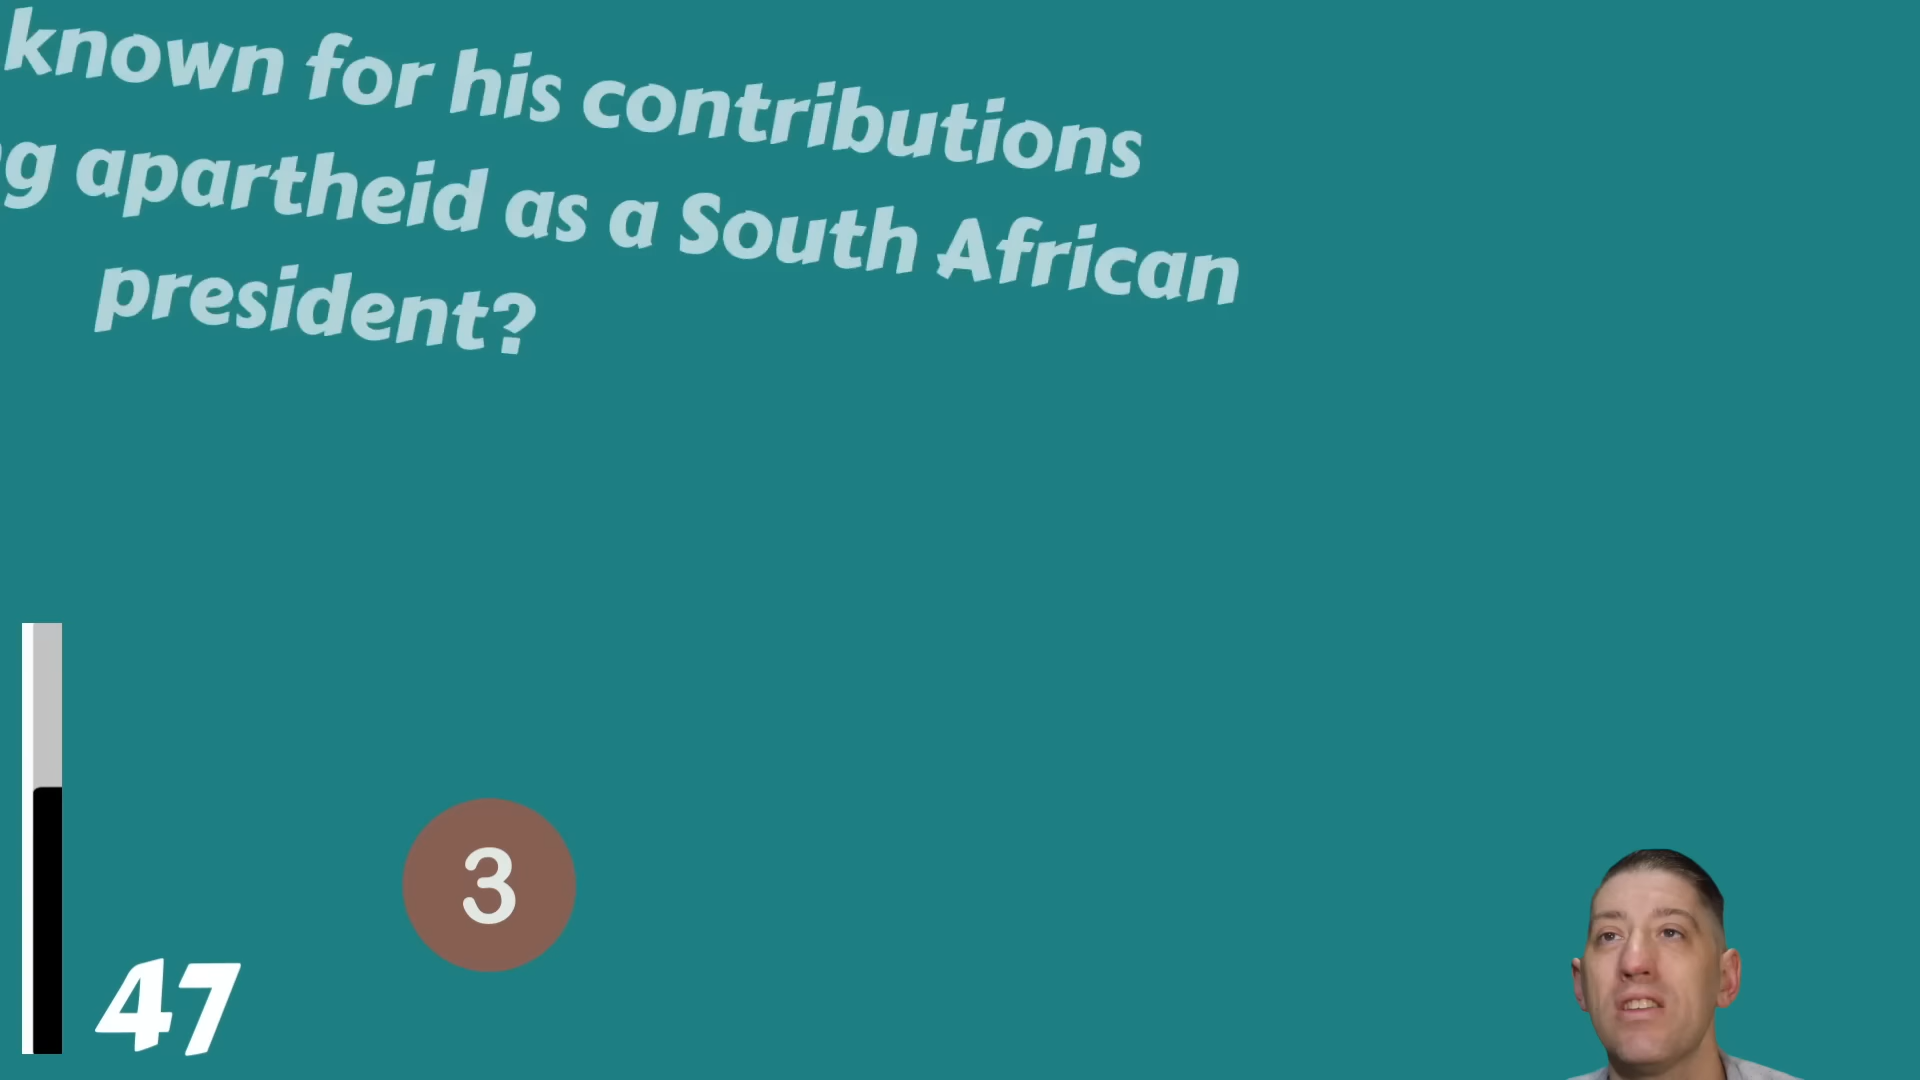 known for his contributions
apartheid as a South African
president?
3
47